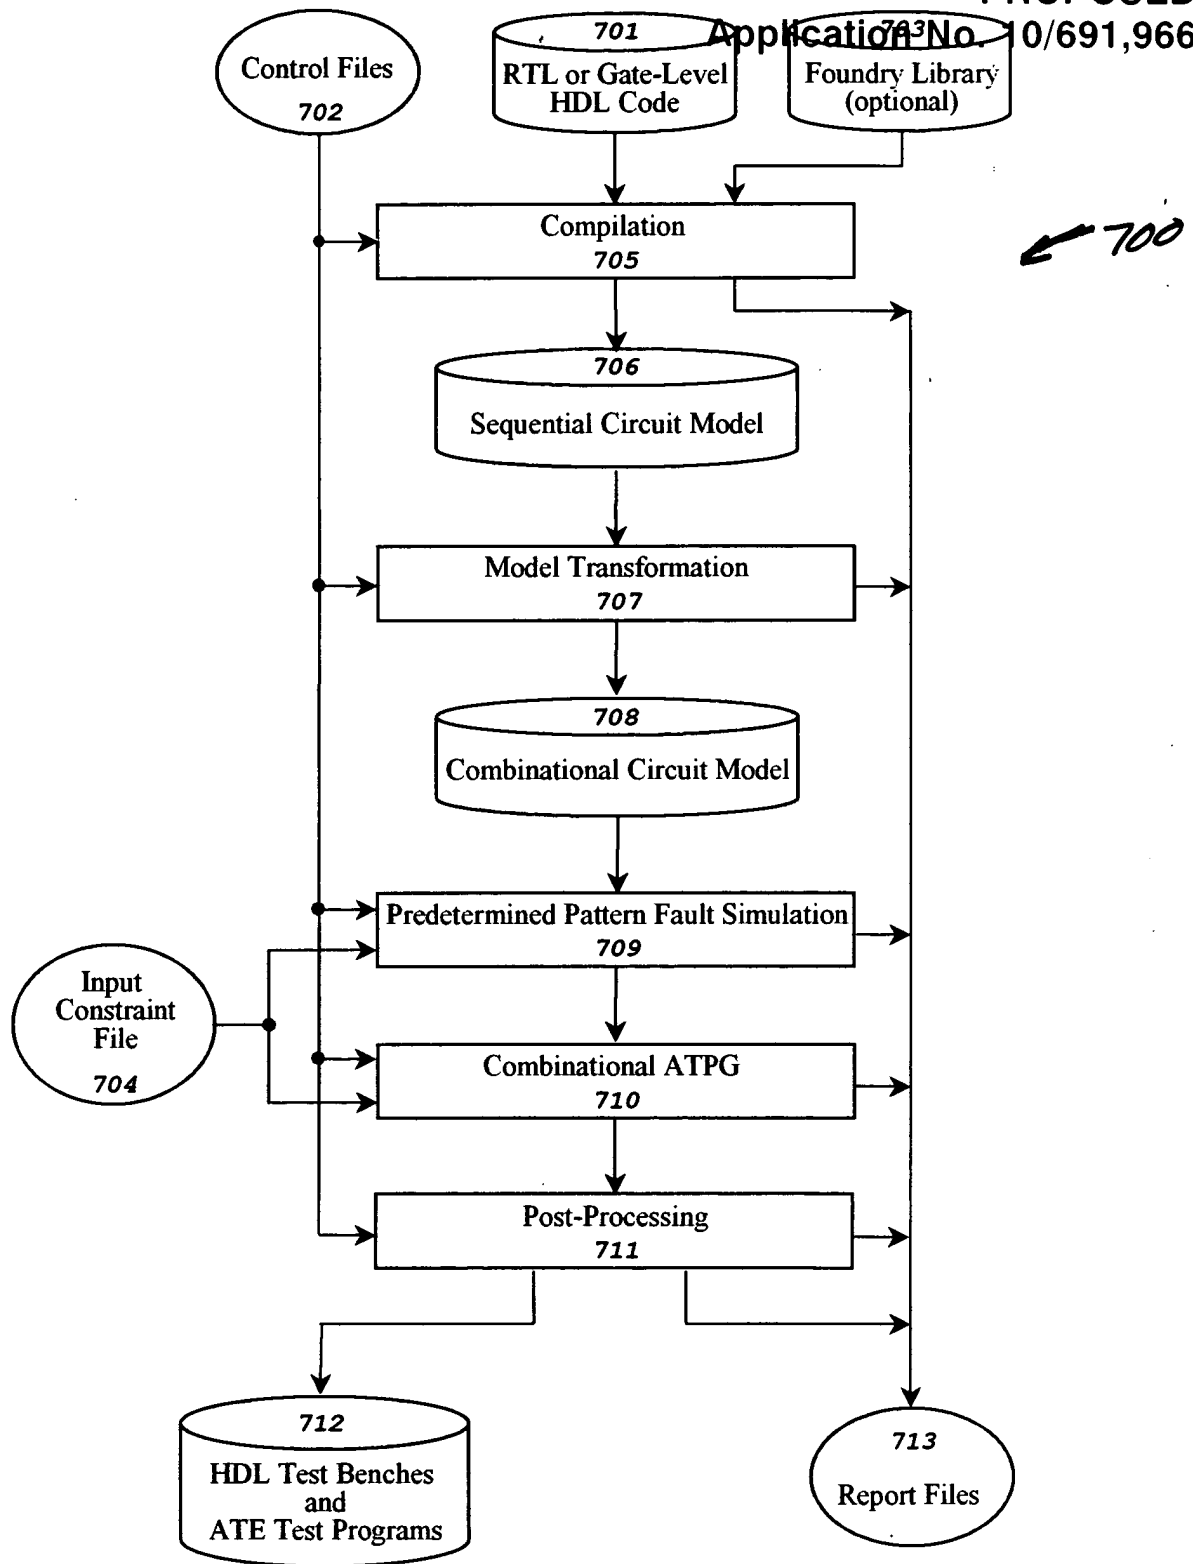 Application No. 10/691,966
Control Files
702
701
RTL or Gate-Level
HDL Code
703
Foundry Library
(optional)
700
Compilation
705
706
Sequential Circuit Model
Model Transformation
707
708
Combinational Circuit Model
Predetermined Pattern Fault Simulation
709
Input
Constraint
File
704
Combinational ATPG
710
Post-Processing
711
712
HDL Test Benches
and
ATE Test Programs
713
Report Files